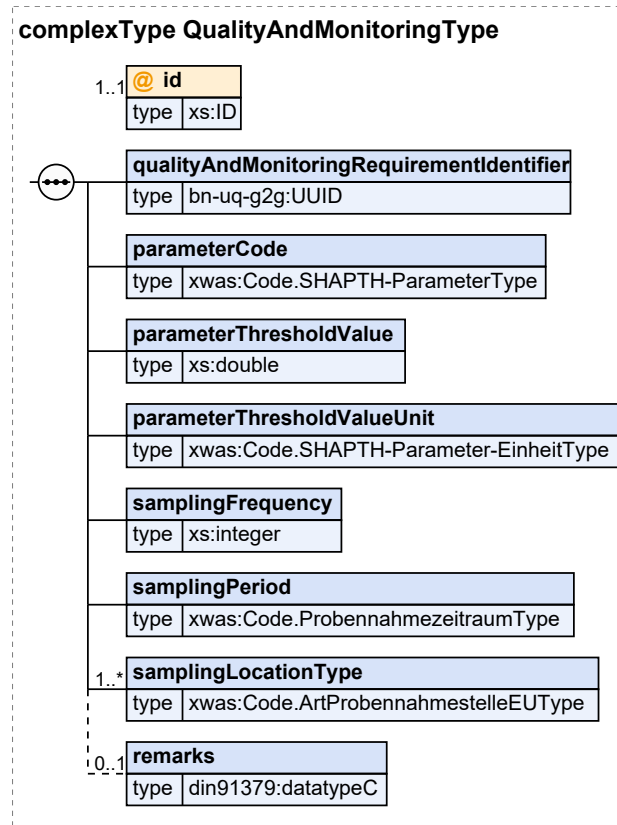 complexType QualityAndMonitoringType
1..1 @ id
type xs:ID
qualityAndMonitoringRequirementIdentifier
type bn-uq-g2g:UUID
parameterCode
type xwas:Code.SHAPTH-ParameterType
parameterThresholdValue
type xs:double
parameterThresholdValueUnit
type xwas:Code.SHAPTH-Parameter-EinheitType
samplingFrequency
type xs:integer
samplingPeriod
type xwas:Code.ProbennahmezeitraumType
1..* samplingLocationType
type xwas:Code.ArtProbennahmestelleEUType
0..1 remarks
type din91379:datatypeC